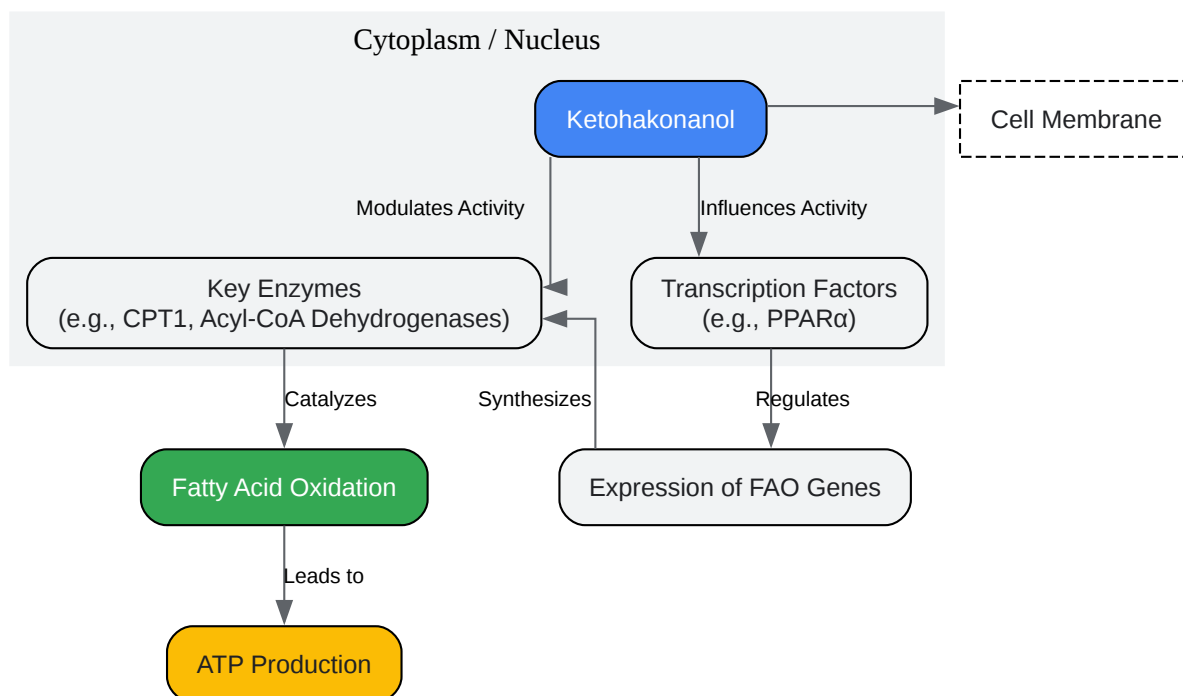 Cytoplasm / Nucleus
Ketohakonanol
Cell Membrane
Modulates Activity
Influences Activity
Key Enzymes
(e.g., CPT1, Acyl-CoA Dehydrogenases)
Transcription Factors
(e.g., PPARα)
Catalyzes
Synthesizes
Regulates
Fatty Acid Oxidation
Expression of FAO Genes
Leads to
ATP Production